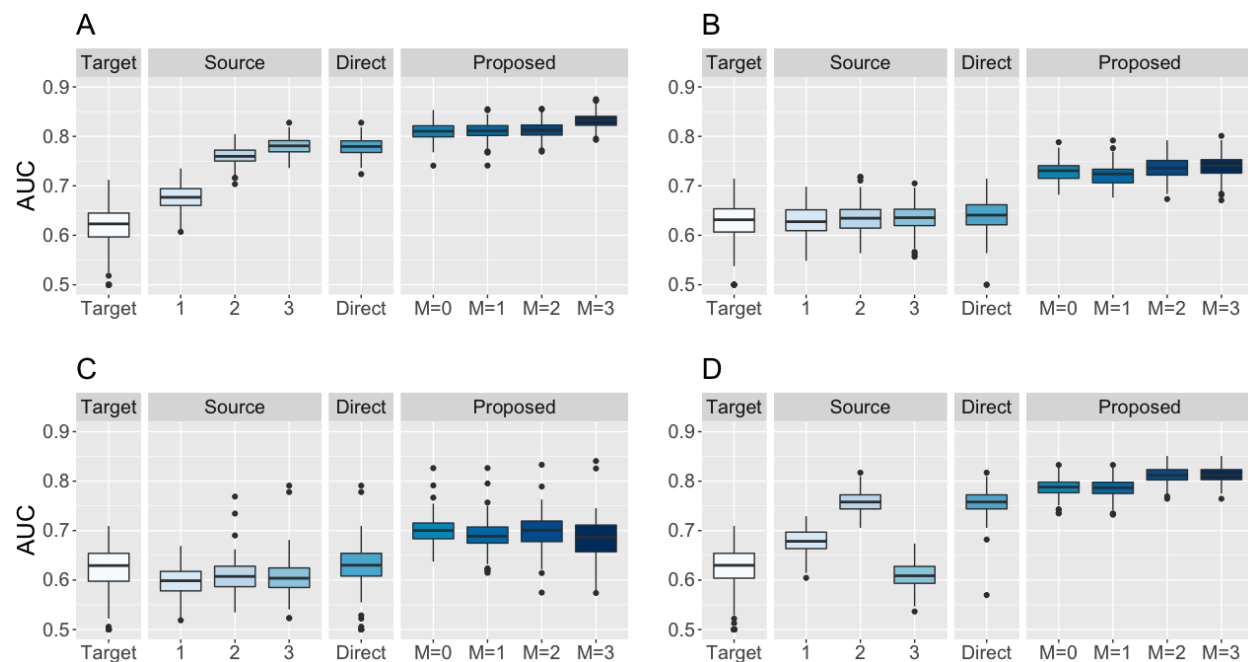 A
Target Source Direct Proposed
AUC
0.9
0.8
0.7
0.6
0.5
Target 1 2 3 Direct M=0 M=1 M=2 M=3
B
Target Source Direct Proposed
0.9
0.8
0.7
0.6
0.5
Target 1 2 3 Direct M=0 M=1 M=2 M=3
C
Target Source Direct Proposed
AUC
0.9
0.8
0.7
0.6
0.5
Target 1 2 3 Direct M=0 M=1 M=2 M=3
D
Target Source Direct Proposed
0.9
0.8
0.7
0.6
0.5
Target 1 2 3 Direct M=0 M=1 M=2 M=3